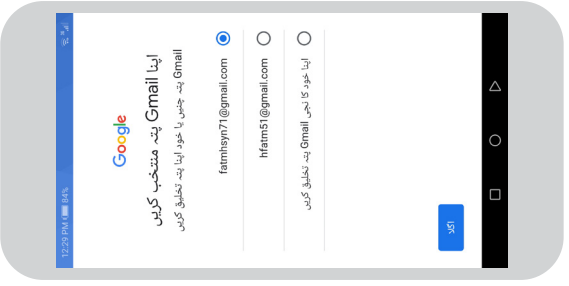 12:29 PM 84%
Google
اپنا Gmail پتہ منتخب کریں
Gmail پتہ چنیں یا خود اپنا پتہ تخلیق کریں
fatmhsyn71@gmail.com
hfatm51@gmail.com
اپنا خود کا نجی Gmail پتہ تخلیق کریں
اگلا